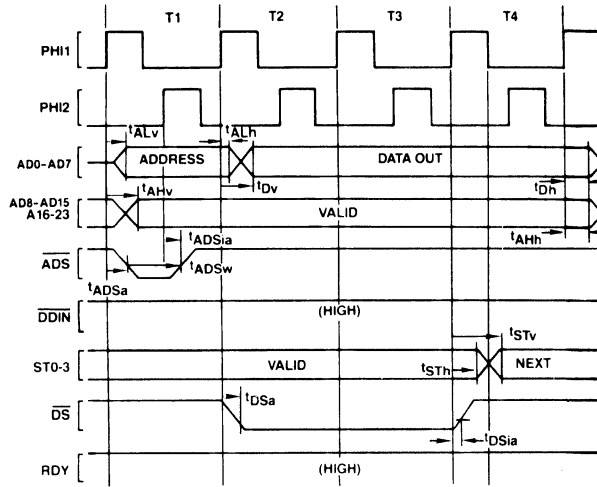 T1 T2 T3 T4
PHI1
PHI2
tALv tALh
AD0-AD7 ADDRESS DATA OUT
tAHv tDv tDh
AD8-AD15
A16-23 VALID
tADSia tAHh
ADS tADSw
tADSa
DDIN (HIGH)
tSTv
ST0-3 VALID tSTh NEXT
tDSa
DS
tDSia
RDY (HIGH)